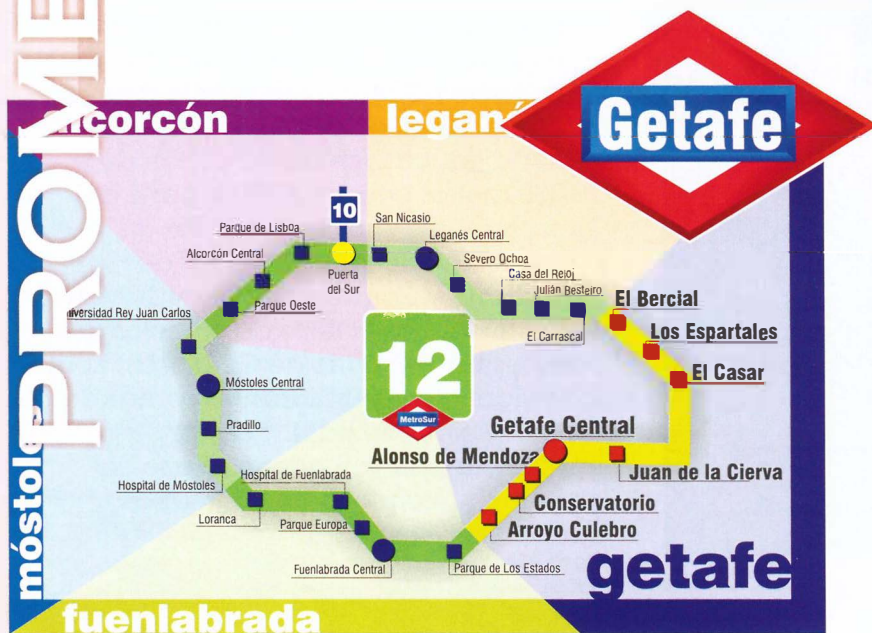 PROME
alcorcón
Getafe
10
San Nicasio
Parque de Lisboa
Leganés Central
Alcorcón Central
Puerta
del Sur
Severo Ochoa
Casa del Reloj
Julián Besteiro
El Bercial
Parque Oeste
El Carrascal
Los Espartales
12
El Casar
MetroSur
Móstoles Central
Getafe Central
Pradillo
Alonso de Mendoza
Juan de la Cierva
Hospital de Móstoles
Hospital de Fuenlabrada
Conservatorio
Loranca
Parque Europa
Arroyo Culebro
Fuenlabrada Central
Parque de Los Estados
getafe
móstoles
fuenlabrada
Rey Juan Carlos
legané